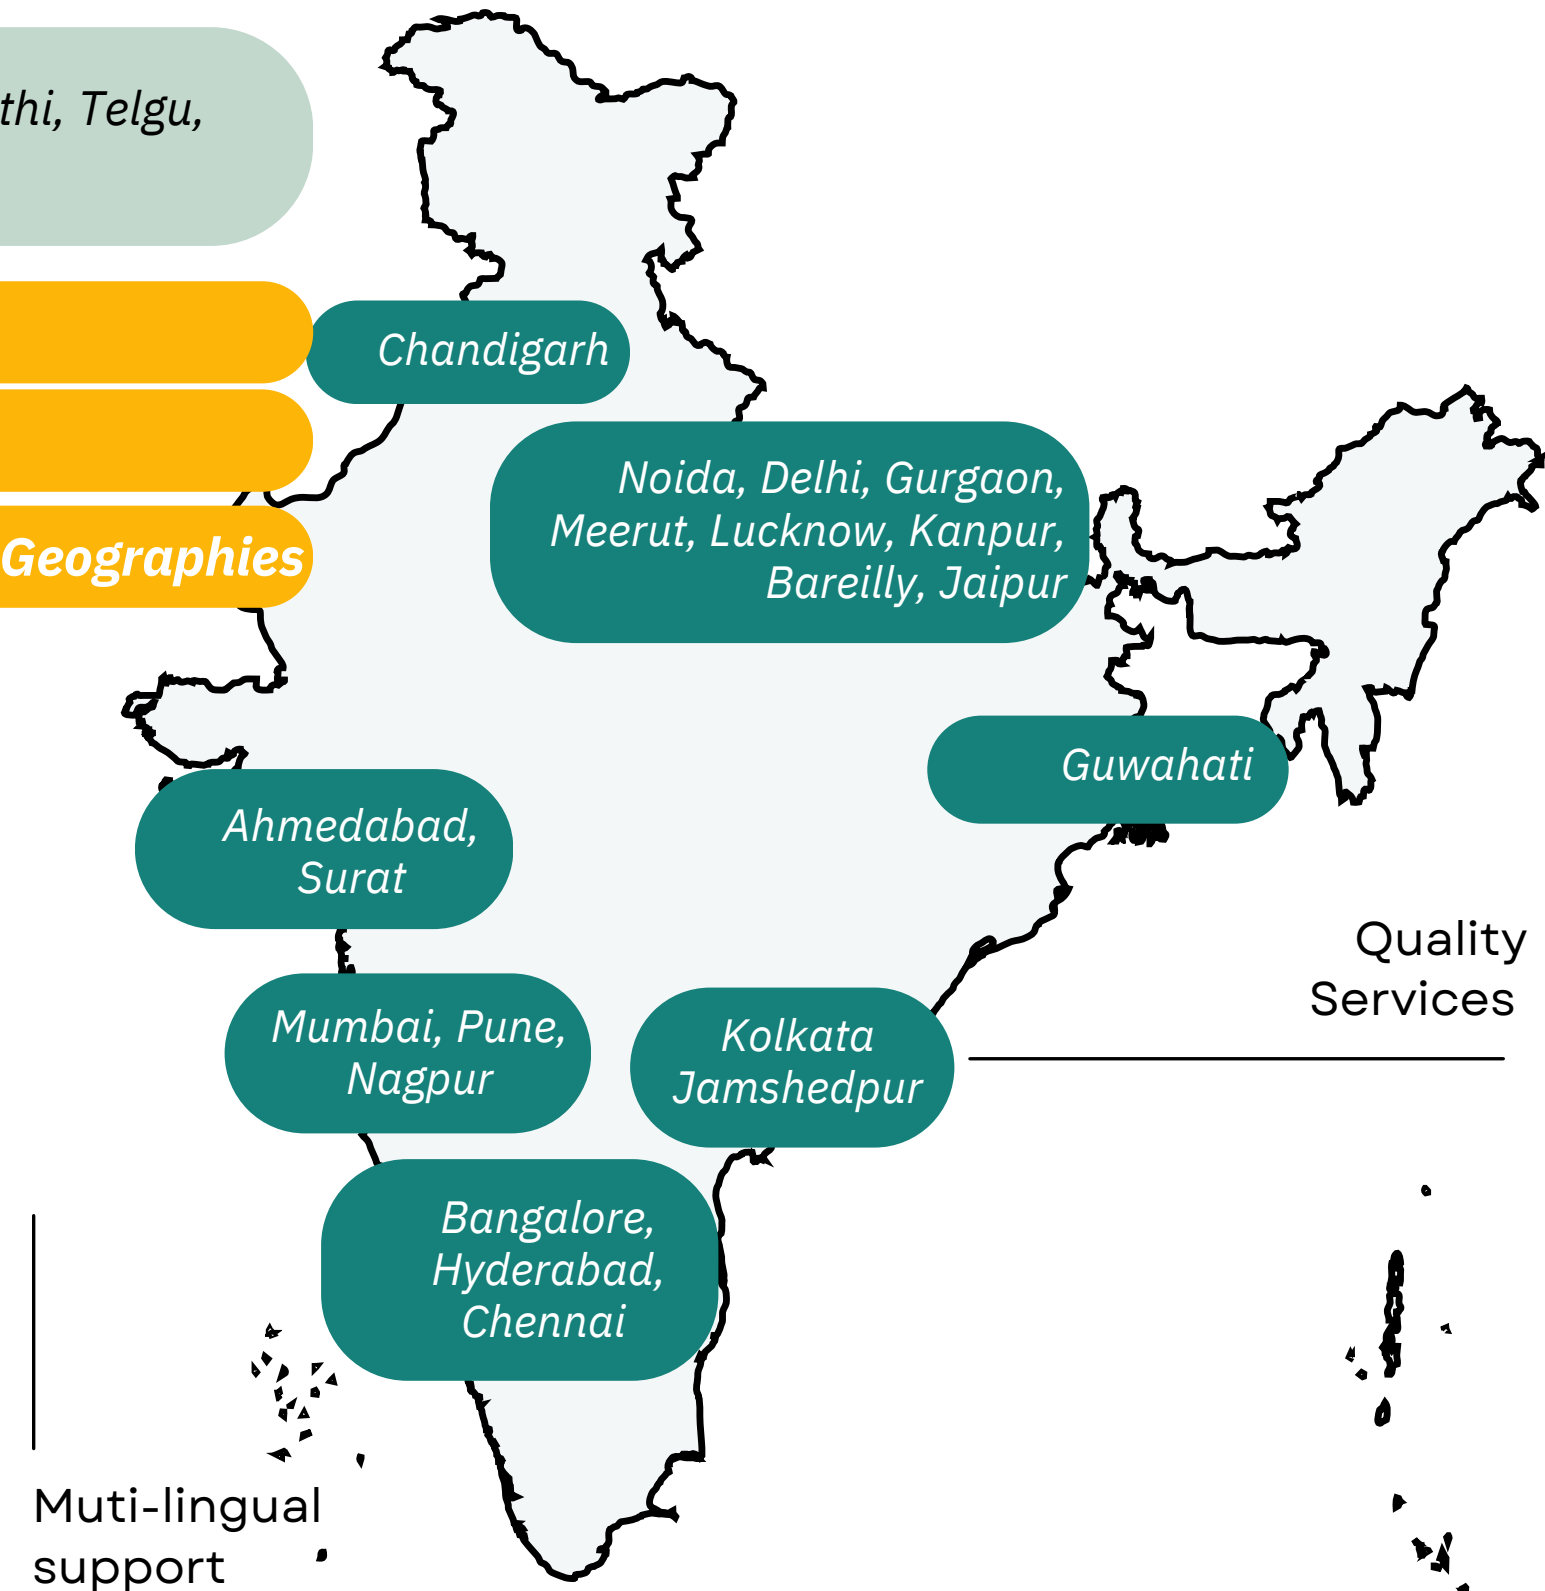 thi, Telgu,
Chandigarh
Noida, Delhi, Gurgaon,
Meerut, Lucknow, Kanpur,
Bareilly, Jaipur
Geographies
Guwahati
Ahmedabad,
Surat
Quality
Services
Mumbai, Pune,
Nagpur
Kolkata
Jamshedpur
Bangalore,
Hyderabad,
Chennai
Muti-lingual
support